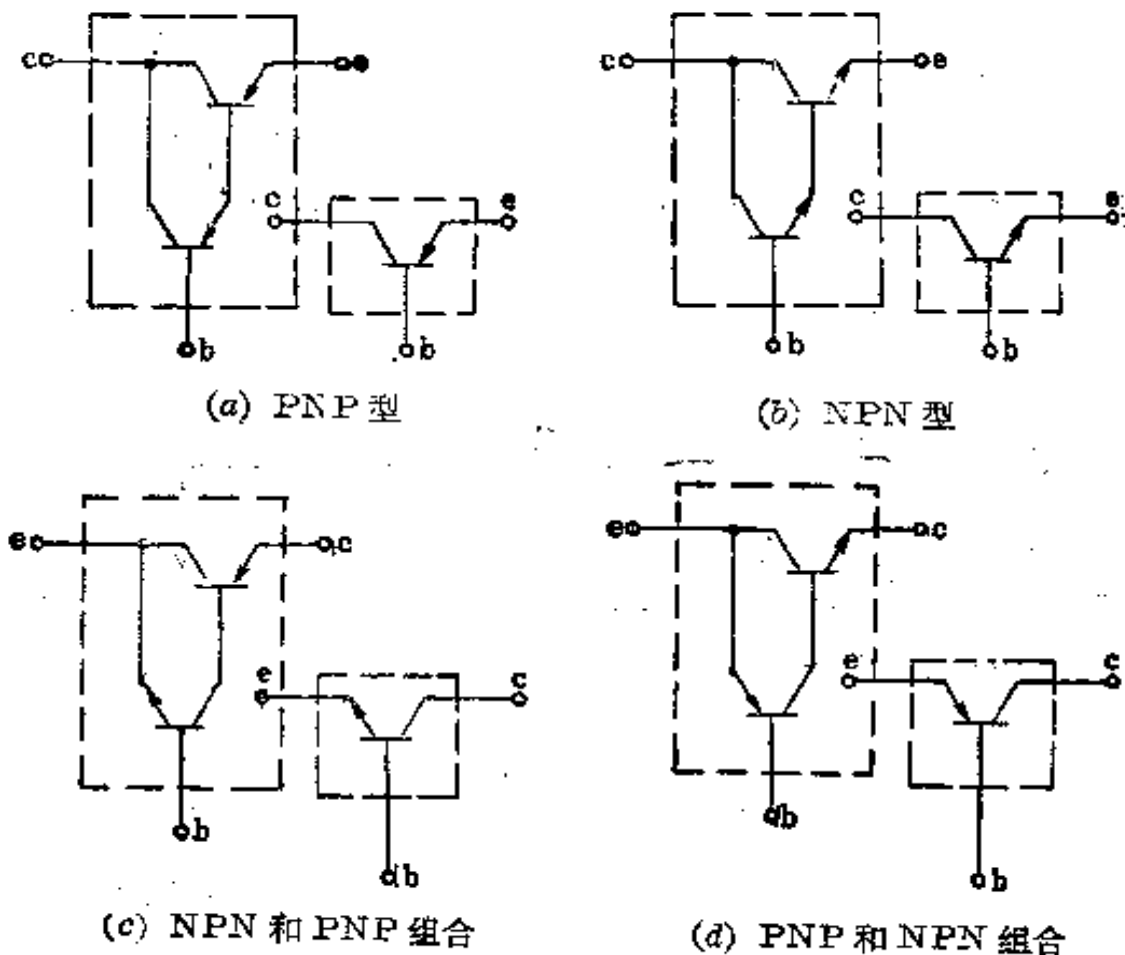 c e
c e
c e
c e
b b
b b
(a) PNP 型
(b) NPN 型
e c
e c
e c
e c
b b
b b
(c) NPN 和 PNP 组合
(d) PNP 和 NPN 组合